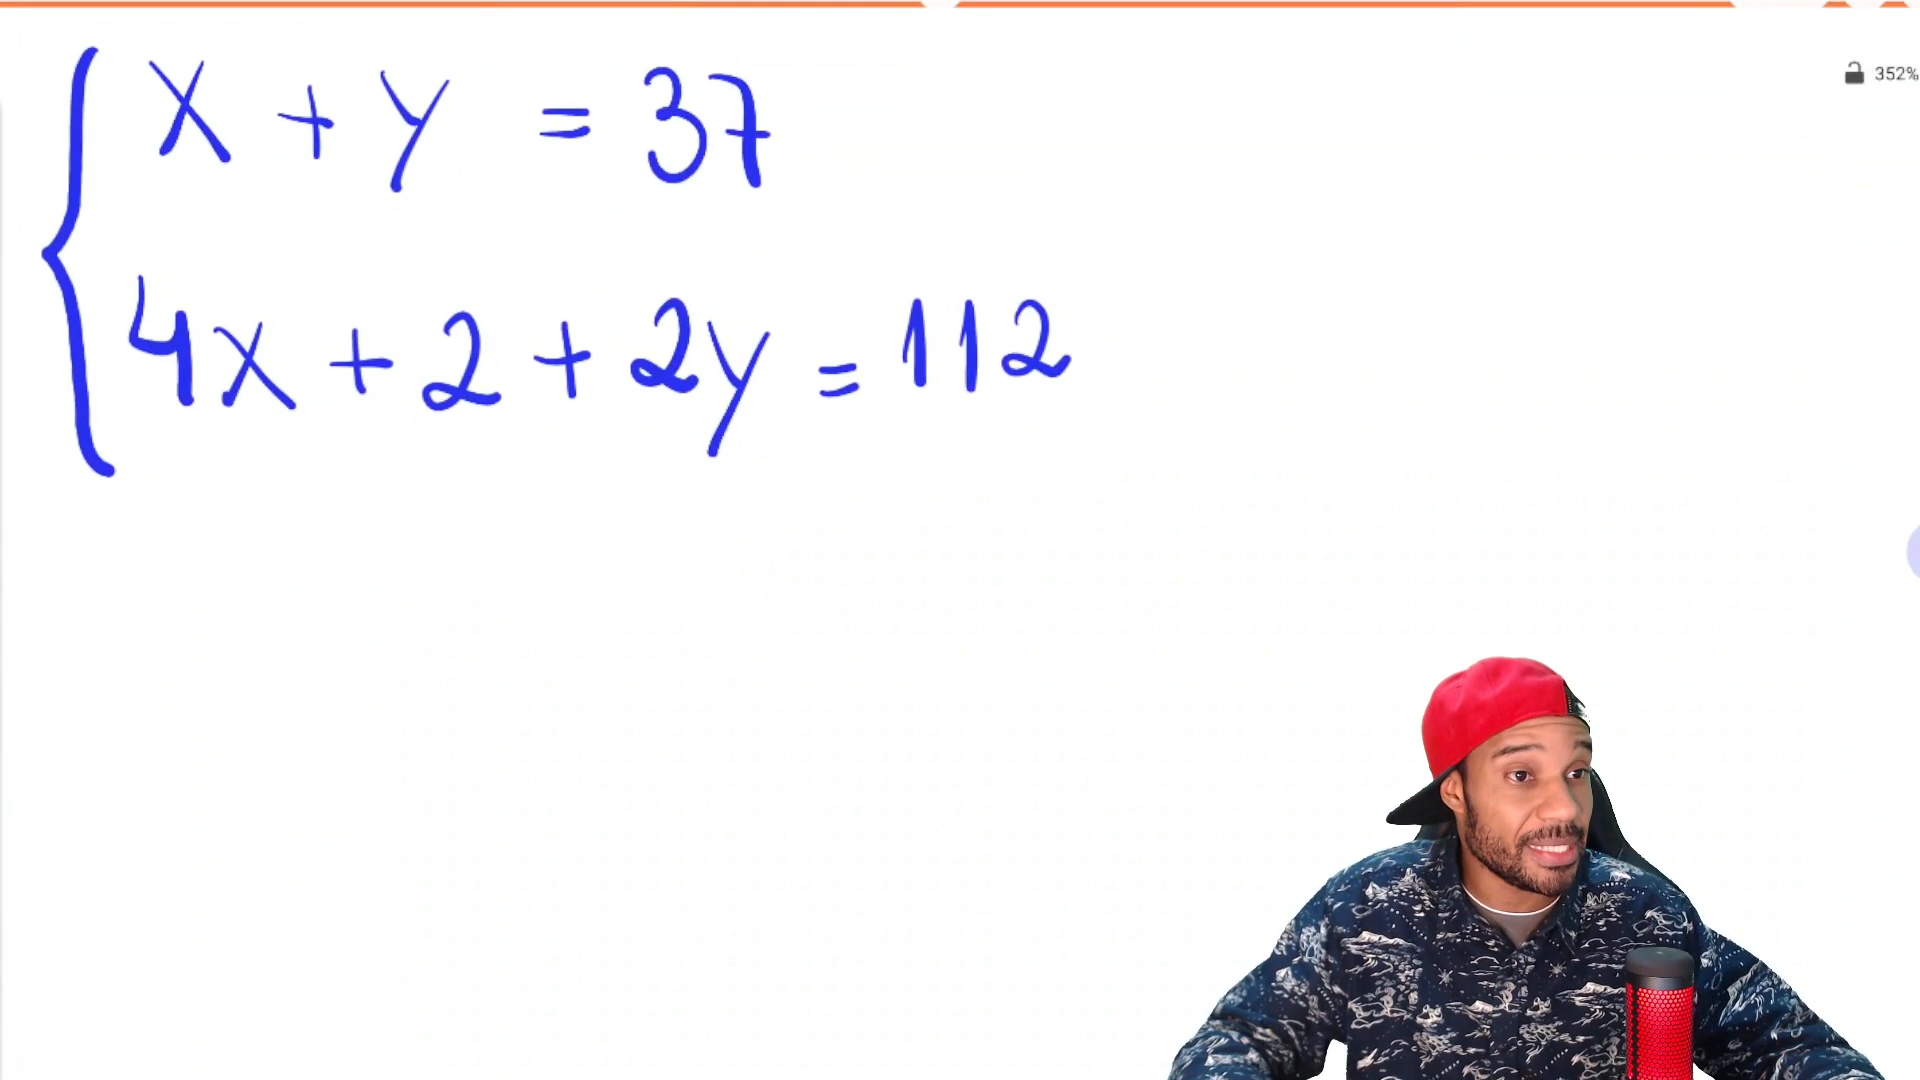 352%
X + y = 37
4x + 2 + 2y = 112